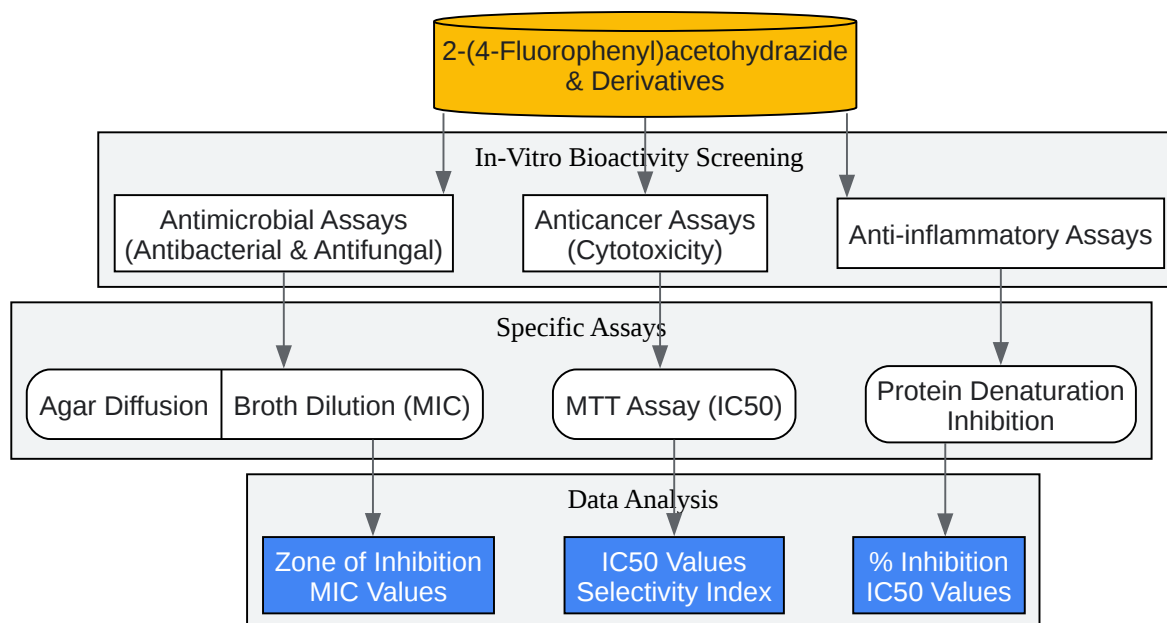 2-(4-Fluorophenyl)acetohydrazide
& Derivatives
In-Vitro Bioactivity Screening
Antimicrobial Assays
(Antibacterial & Antifungal)
Anticancer Assays
(Cytotoxicity)
Anti-inflammatory Assays
Specific Assays
Agar Diffusion
Broth Dilution (MIC)
MTT Assay (IC50)
Protein Denaturation
Inhibition
Data Analysis
Zone of Inhibition
MIC Values
IC50 Values
Selectivity Index
% Inhibition
IC50 Values